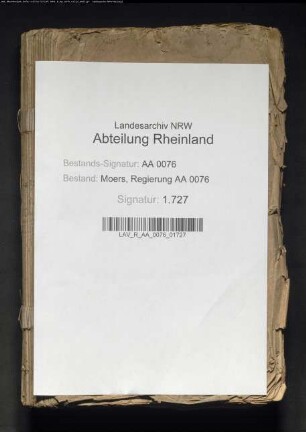 Landesarchiv NRW
Abteilung Rheinland
Bestands-Signatur: AA 0076
Bestand: Moers, Regierung AA 0076
Signatur: 1.727
LAV_R_AA_0076_01727